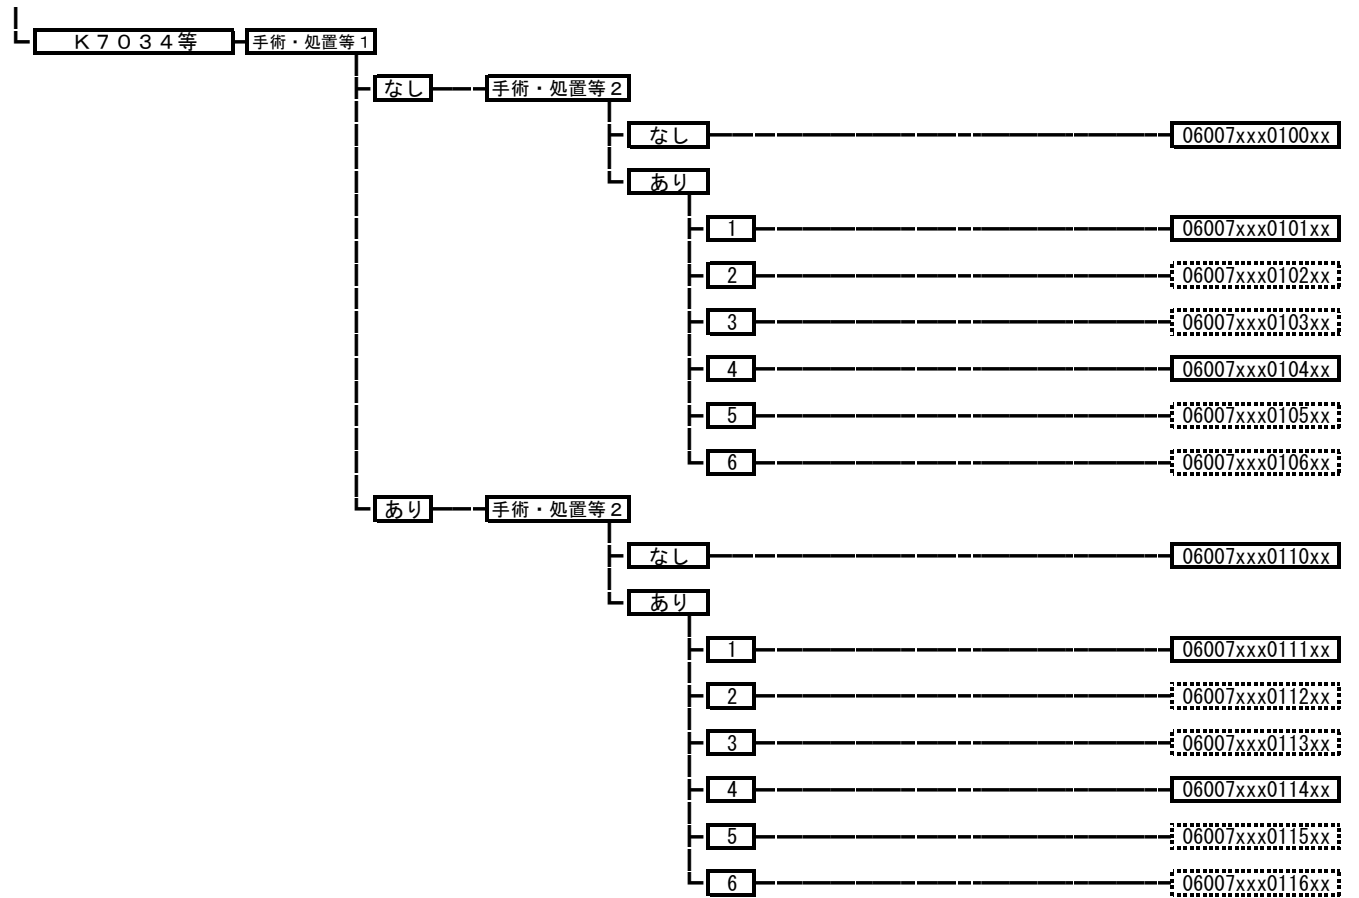 Ｋ７０３４等 手術・処置等１
なし 手術・処置等２
なし 06007xxx0100xx
あり
1 06007xxx0101xx
2 06007xxx0102xx
3 06007xxx0103xx
4 06007xxx0104xx
5 06007xxx0105xx
6 06007xxx0106xx
あり 手術・処置等２
なし 06007xxx0110xx
あり
1 06007xxx0111xx
2 06007xxx0112xx
3 06007xxx0113xx
4 06007xxx0114xx
5 06007xxx0115xx
6 06007xxx0116xx